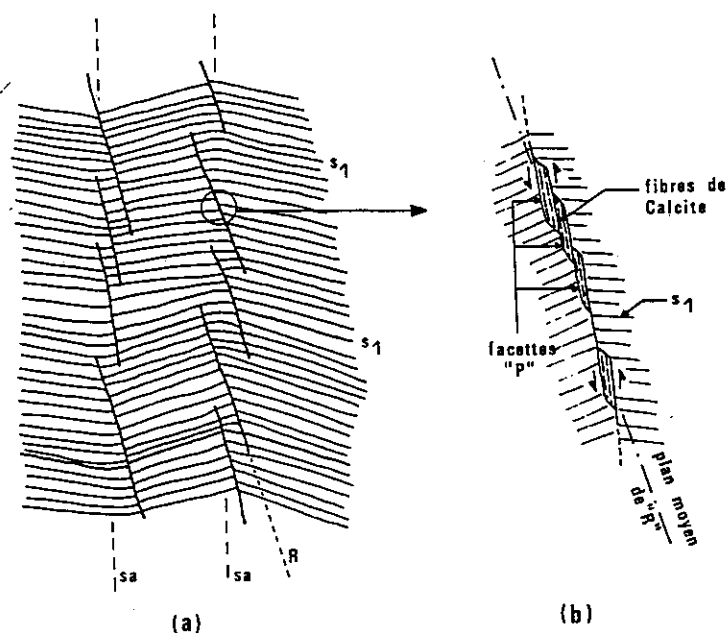 s1
s1
sa
sa
R
(a)
fibres de
Calcite
s1
facettes
"P"
plan moyen
de "R"
(b)